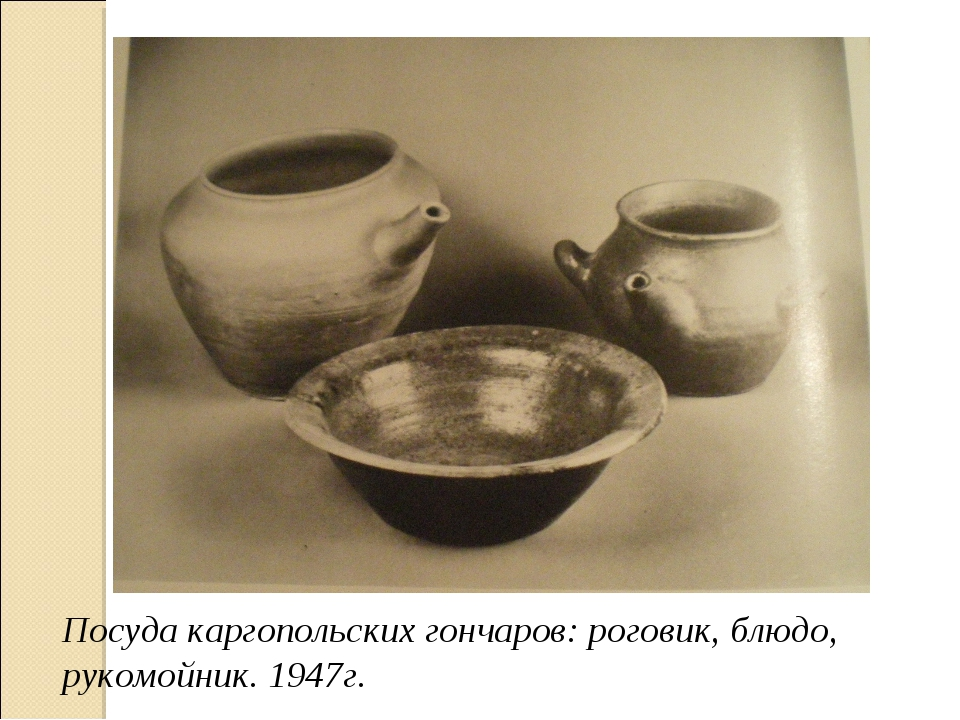 Посуда каргопольских гончаров: роговик, блюдо,
рукомойник. 1947г.